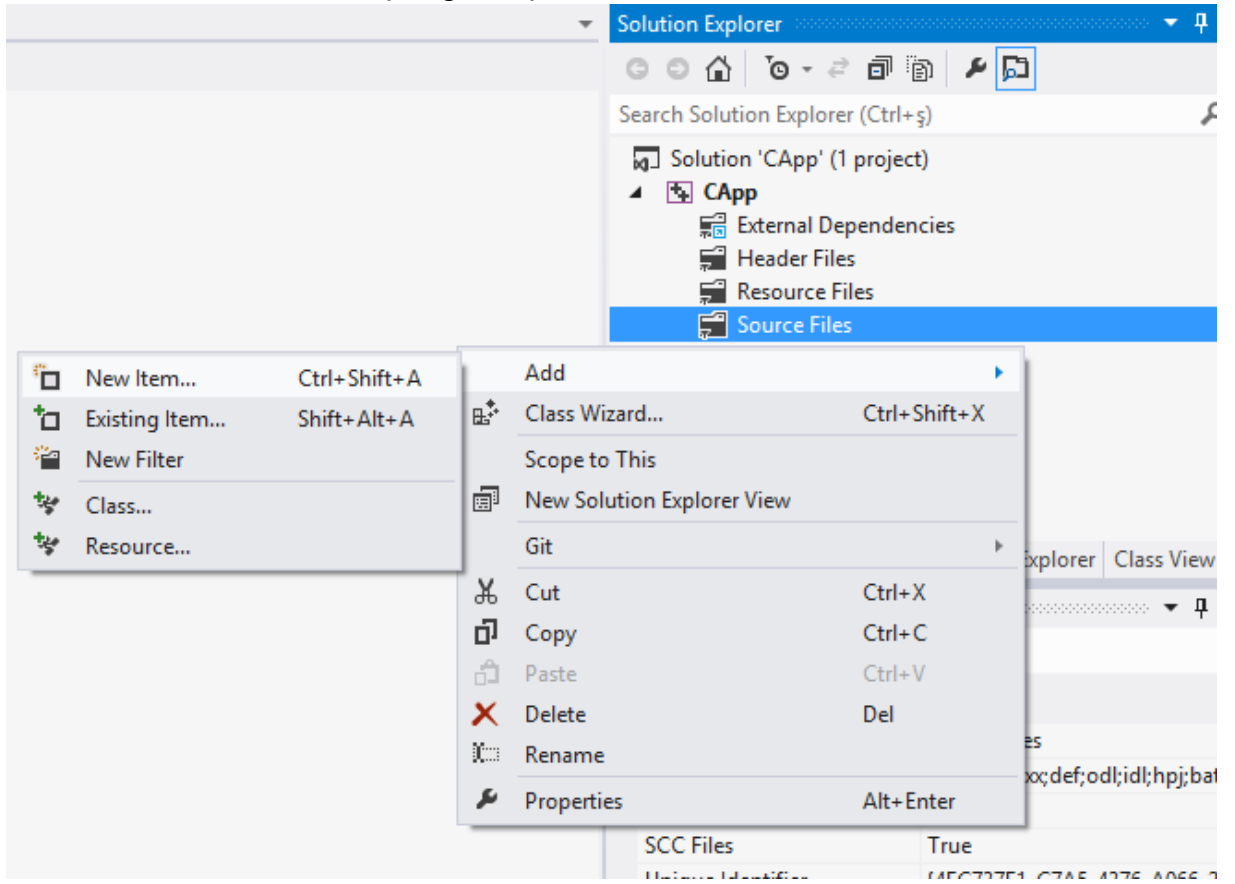 Solution Explorer
Search Solution Explorer (Ctrl+ş)
Solution 'CApp' (1 project)
CApp
External Dependencies
Header Files
Resource Files
Source Files
New Item... Ctrl+Shift+A
Existing Item... Shift+Alt+A
New Filter
Class...
Resource...
Add
Class Wizard... Ctrl+Shift+X
Scope to This
New Solution Explorer View
Git
Cut Ctrl+X
Copy Ctrl+C
Paste Ctrl+V
Delete Del
Rename
Properties Alt+Enter
Explorer Class View
es
xx;def;odl;idl;hpj;bat
SCC Files True
Unique Identifier